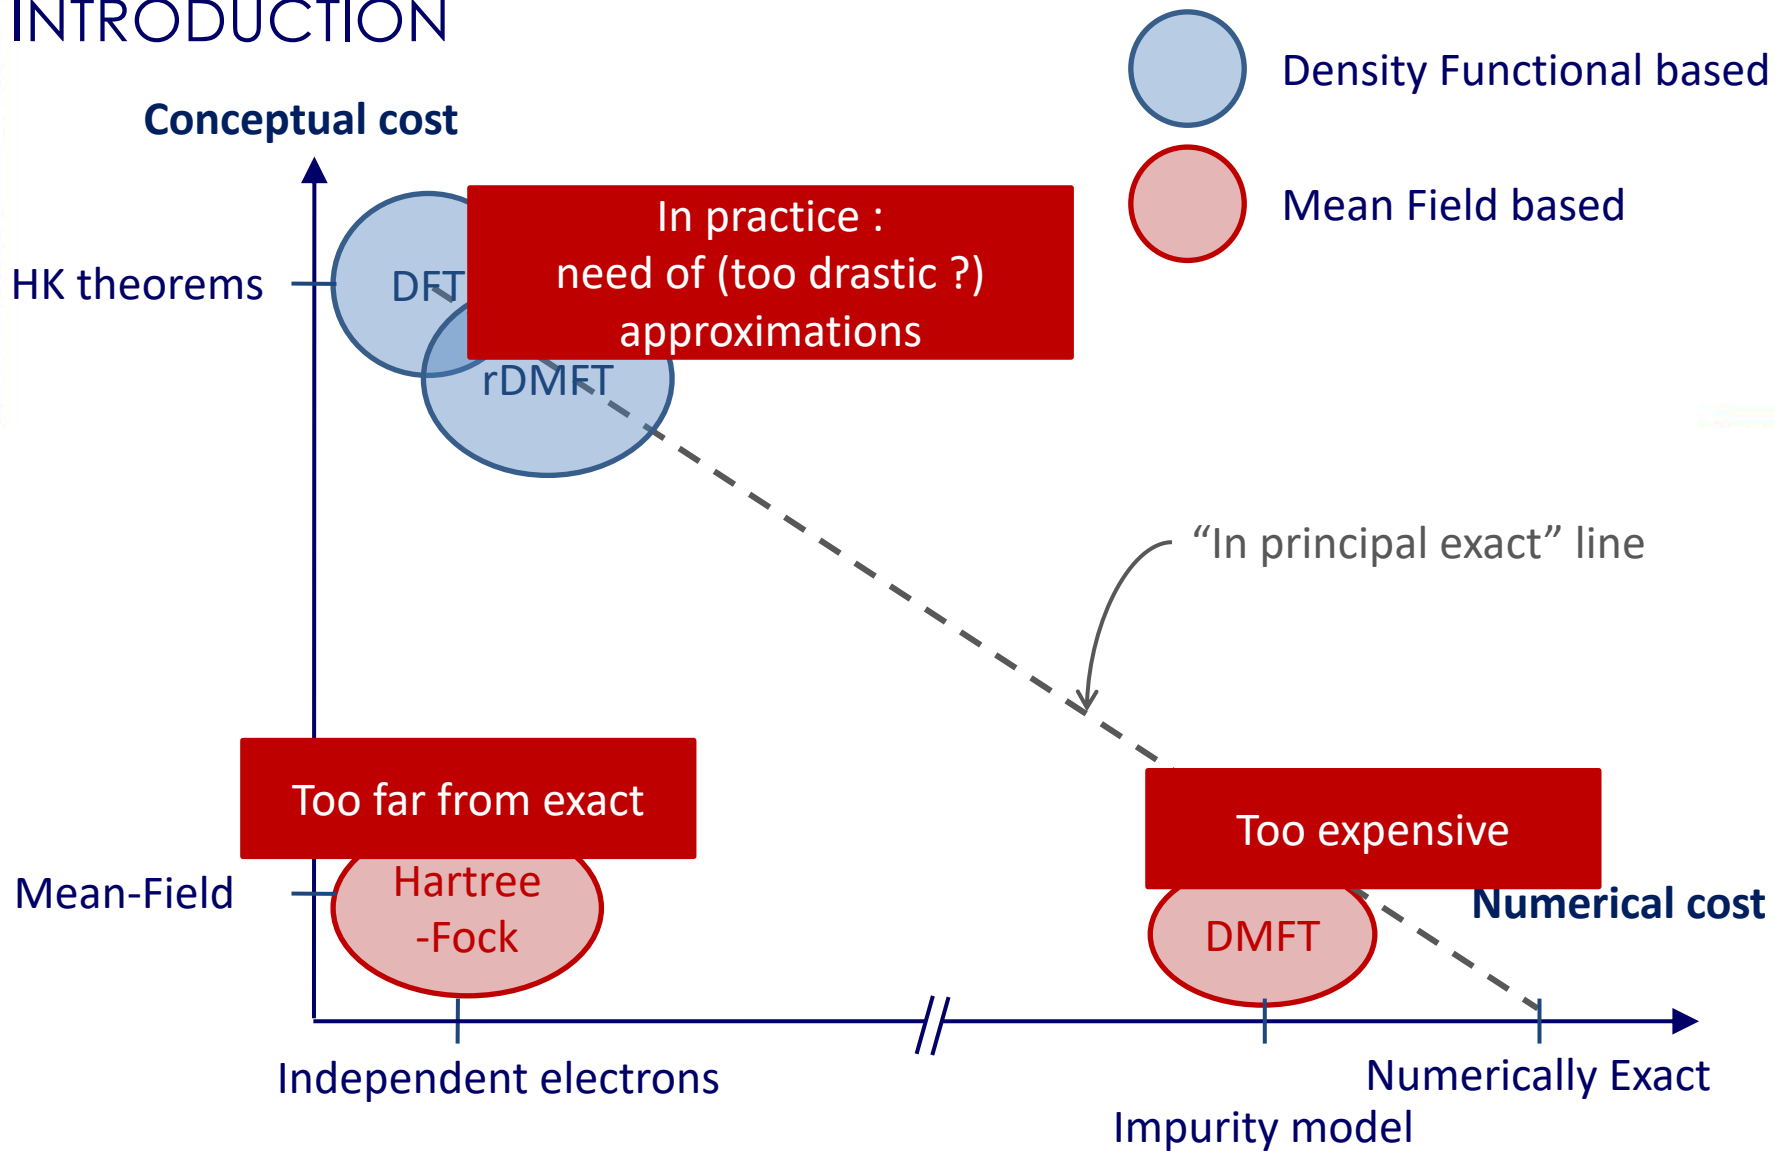 INTRODUCTION
Density Functional based
Conceptual cost
Mean Field based
In practice :
need of (too drastic ?)
approximations
HK theorems
DFT
rDMFT
“In principal exact” line
Too far from exact
Too expensive
Mean-Field
Hartree
-Fock
DMFT
Numerical cost
Independent electrons
Numerically Exact
Impurity model